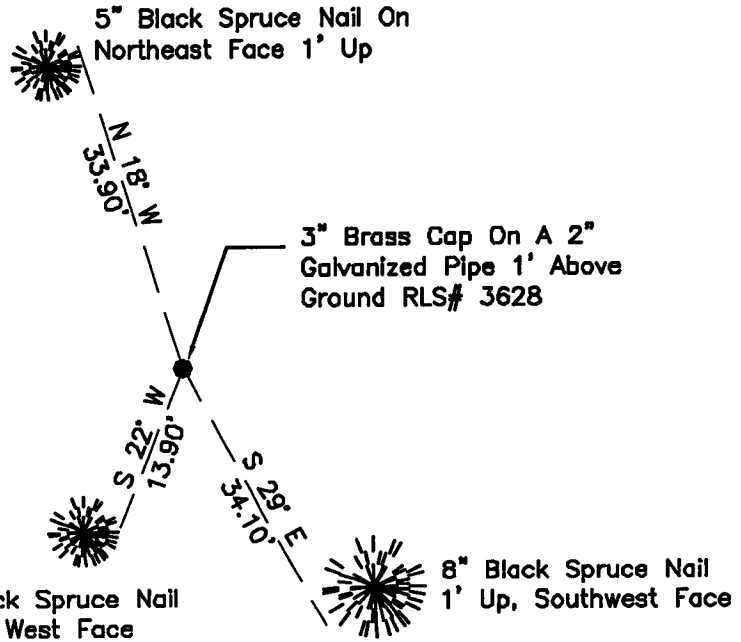 5" Black Spruce Nail On
Northeast Face 1' Up
N 18° W
33.90'
3" Brass Cap On A 2"
Galvanized Pipe 1' Above
Ground RLS# 3628
S 22° W
13.90'
S 29° E
34.10'
8" Black Spruce Nail
1' Up, Southwest Face
Spruce Nail
West Face